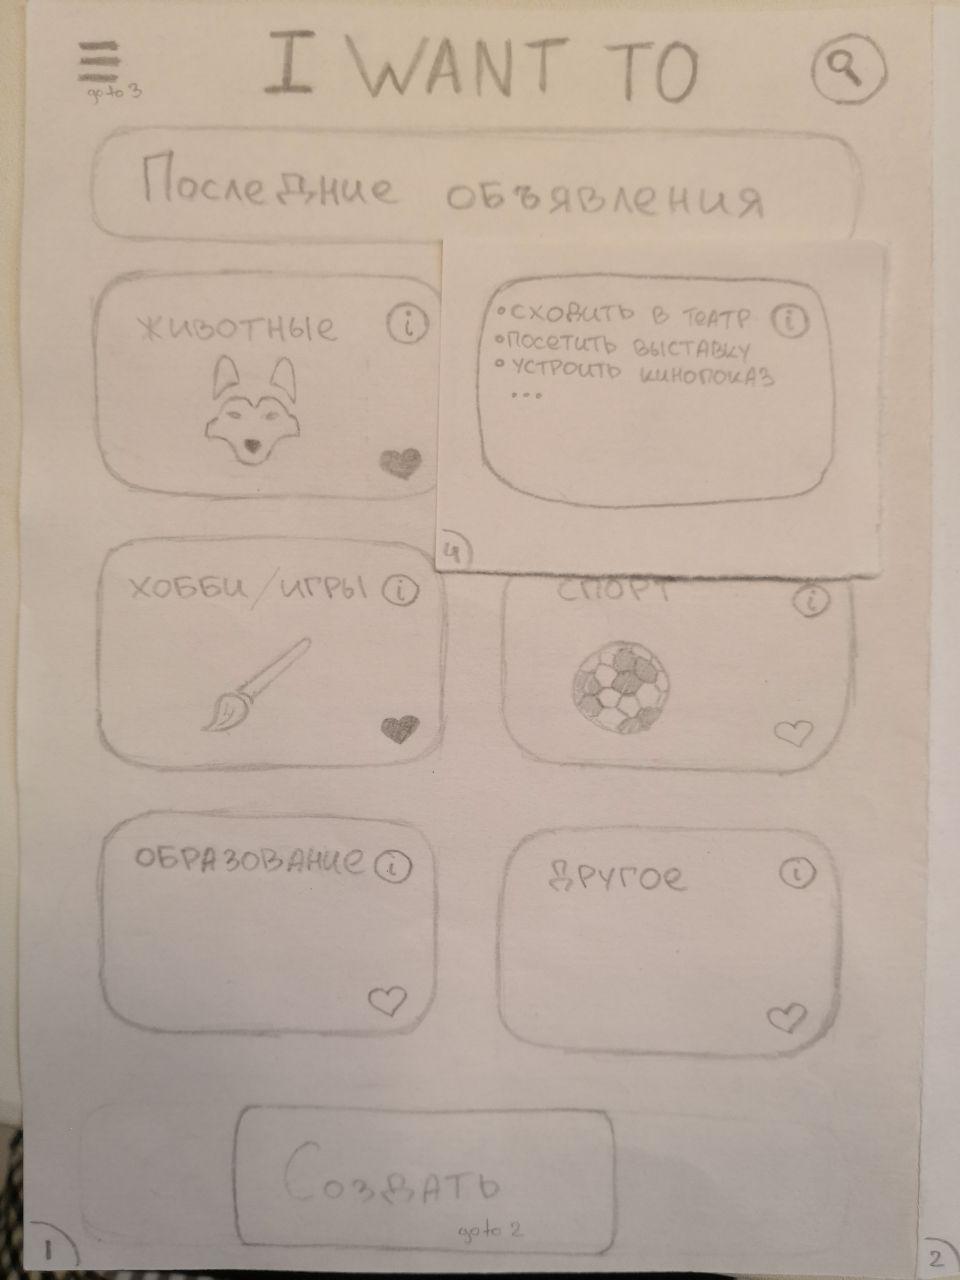 I WANT TO
go to 3
Последние объявления
ЖИВОТНЫЕ i
• СХОДИТЬ В ТЕАТР i
• ПОСЕТИТЬ ВЫСТАВКУ
• УСТРОИТЬ КИНОПОКАЗ
...
4
ХОББИ/ИГРЫ i
СПОРТ i
ОБРАЗОВАНИЕ i
ДРУГОЕ i
Создать
go to 2
1
2